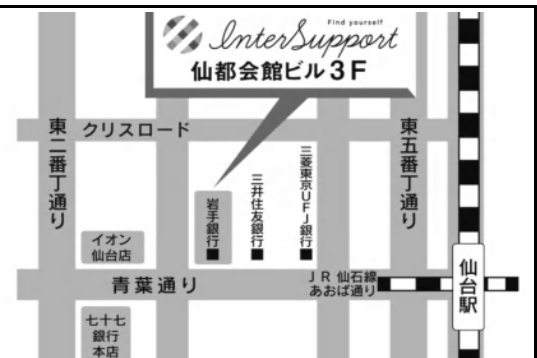 Find yourself
InterSupport
仙都会館ビル3F
東二番丁通り
クリスロード
東五番丁通り
岩手銀行
三井住友銀行
三菱東京UFJ銀行
イオン
仙台店
青葉通り
JR 仙石線
あおば通り
仙台駅
七十七
銀行
本店